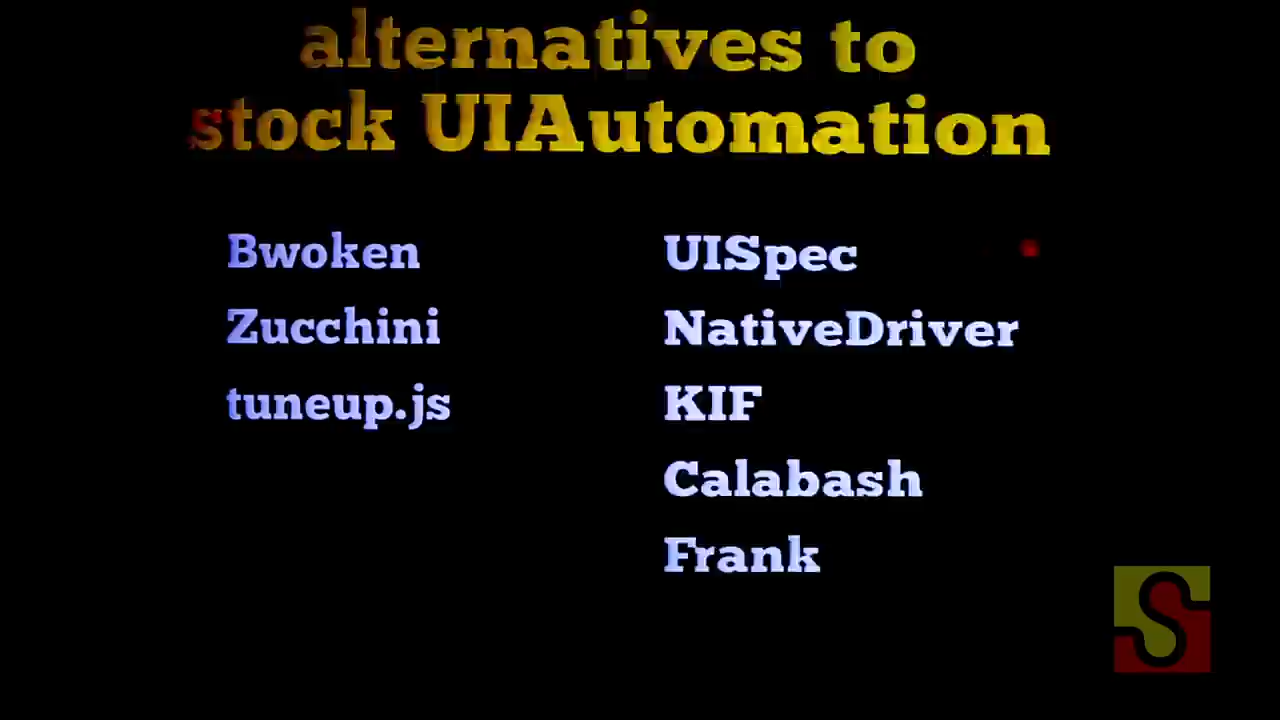 alternatives to
stock UIAutomation
Bwoken
Zucchini
tuneup.js
UISpec
NativeDriver
KIF
Calabash
Frank
S